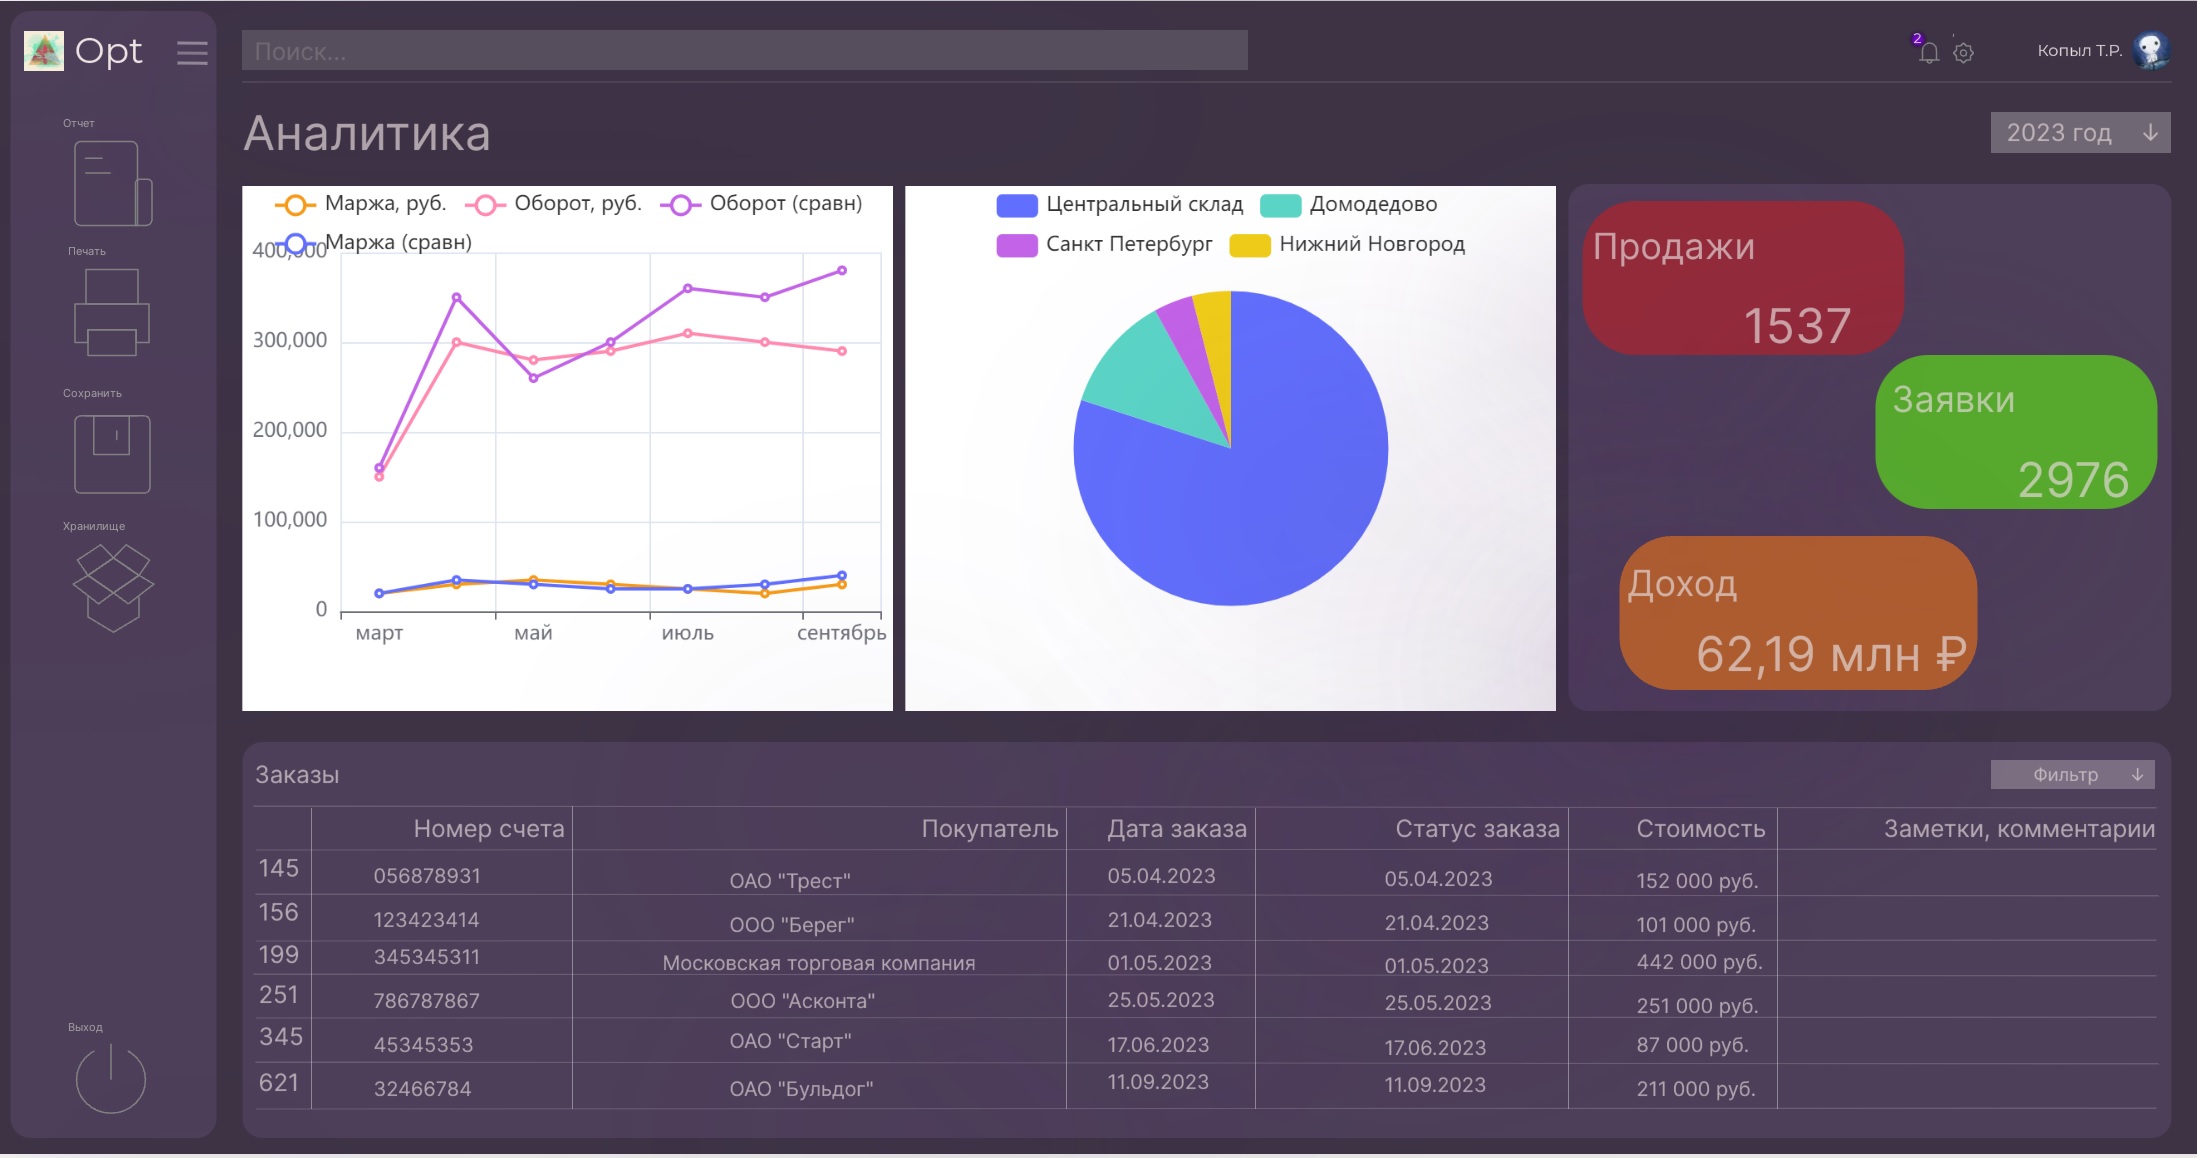 Opt
Поиск...
2
Копыл Т.Р.
Отчет
Печать
Сохранить
Хранилище
Выход
Аналитика
2023 год
Маржа, руб. Оборот, руб. Оборот (сравн)
Маржа (сравн)
400,000
300,000
200,000
100,000
0
март май июль сентябрь
Центральный склад Домодедово
Санкт Петербург Нижний Новгород
Продажи
1537
Заявки
2976
Доход
62,19 млн ₽
Заказы
Фильтр
Номер счета Покупатель Дата заказа Статус заказа Стоимость Заметки, комментарии
145 056878931 ОАО "Трест" 05.04.2023 05.04.2023 152 000 руб.
156 123423414 ООО "Берег" 21.04.2023 21.04.2023 101 000 руб.
199 345345311 Московская торговая компания 01.05.2023 01.05.2023 442 000 руб.
251 786787867 ООО "Асконта" 25.05.2023 25.05.2023 251 000 руб.
345 45345353 ОАО "Старт" 17.06.2023 17.06.2023 87 000 руб.
621 32466784 ОАО "Бульдог" 11.09.2023 11.09.2023 211 000 руб.